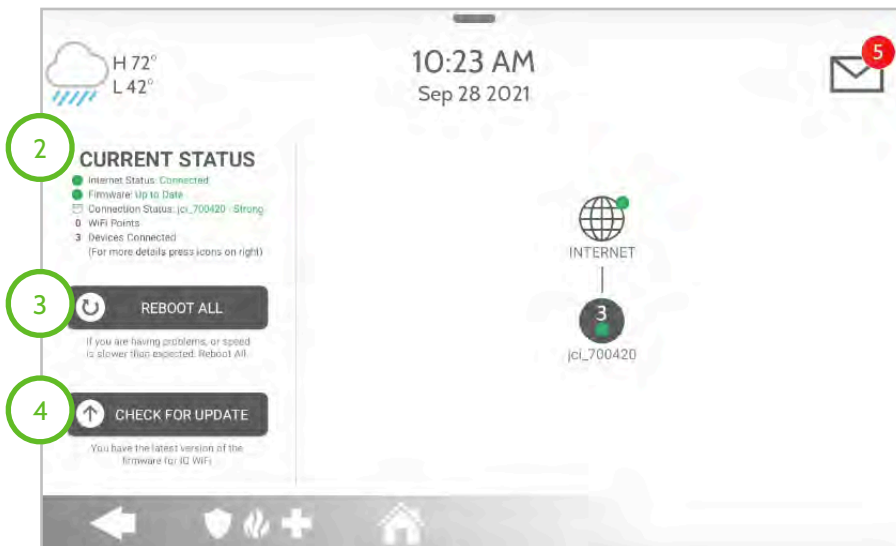 H 72°
L 42°
10:23 AM
Sep 28 2021
5
2
CURRENT STATUS
Internet Status: Connected
Firmware: Up to Date
Connection Status: jci_700420 - Strong
0 WiFi Points
3 Devices Connected
(For more details press icons on right)
3
REBOOT ALL
If you are having problems, or speed
is slower than expected. Reboot All.
4
CHECK FOR UPDATE
You have the latest version of the
firmware for IQ WiFi
INTERNET
3
jci_700420